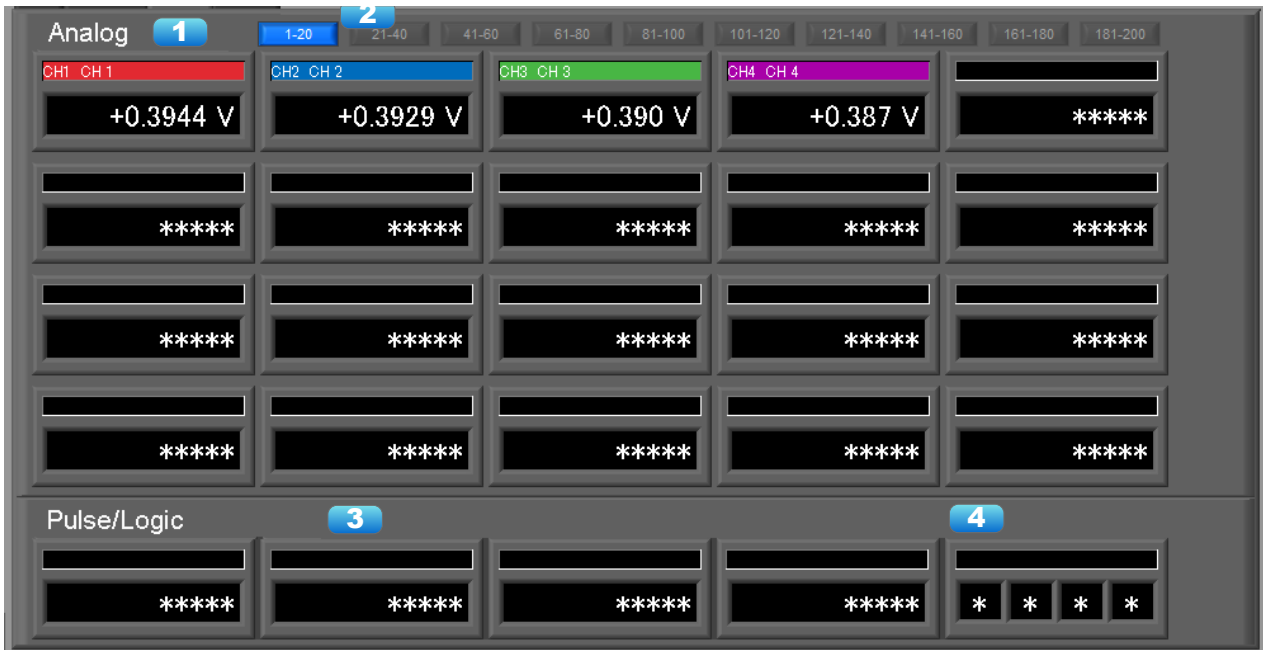 2
Analog 1 1-20 21-40 41-60 61-80 81-100 101-120 121-140 141-160 161-180 181-200
CH1 CH 1 CH2 CH 2 CH3 CH 3 CH4 CH 4
+0.3944 V +0.3929 V +0.390 V +0.387 V *****
***** ***** ***** ***** *****
***** ***** ***** ***** *****
***** ***** ***** ***** *****
Pulse/Logic 3 4
***** ***** ***** ***** * * * *